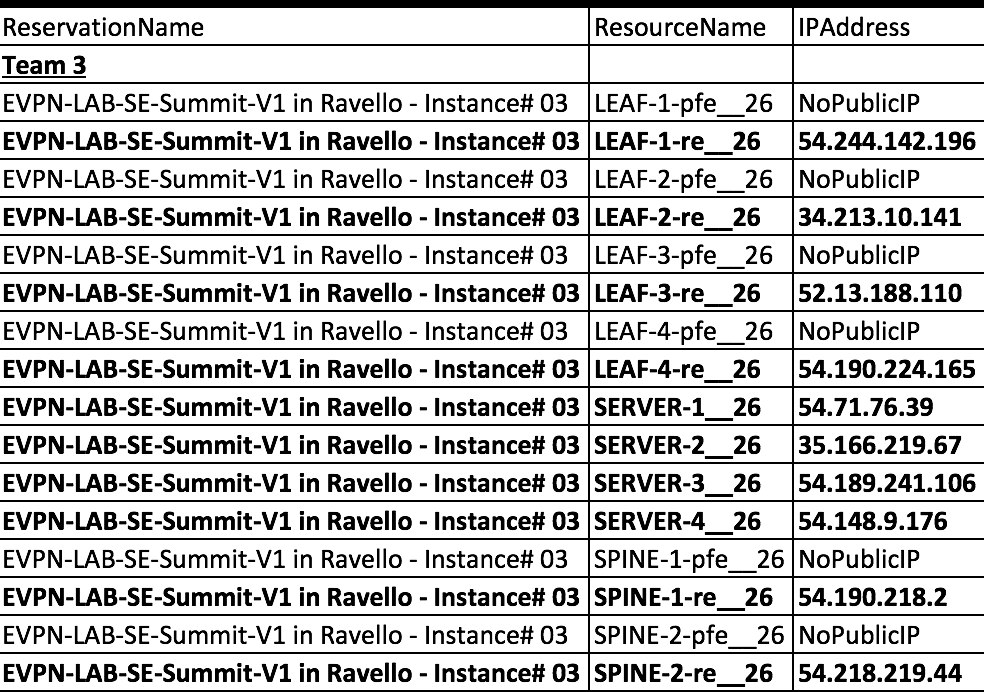 ReservationName ResourceName IPAddress
Team 3
EVPN-LAB-SE-Summit-V1 in Ravello - Instance# 03 LEAF-1-pfe__26 NoPublicIP
EVPN-LAB-SE-Summit-V1 in Ravello - Instance# 03 LEAF-1-re__26 54.244.142.196
EVPN-LAB-SE-Summit-V1 in Ravello - Instance# 03 LEAF-2-pfe__26 NoPublicIP
EVPN-LAB-SE-Summit-V1 in Ravello - Instance# 03 LEAF-2-re__26 34.213.10.141
EVPN-LAB-SE-Summit-V1 in Ravello - Instance# 03 LEAF-3-pfe__26 NoPublicIP
EVPN-LAB-SE-Summit-V1 in Ravello - Instance# 03 LEAF-3-re__26 52.13.188.110
EVPN-LAB-SE-Summit-V1 in Ravello - Instance# 03 LEAF-4-pfe__26 NoPublicIP
EVPN-LAB-SE-Summit-V1 in Ravello - Instance# 03 LEAF-4-re__26 54.190.224.165
EVPN-LAB-SE-Summit-V1 in Ravello - Instance# 03 SERVER-1__26 54.71.76.39
EVPN-LAB-SE-Summit-V1 in Ravello - Instance# 03 SERVER-2__26 35.166.219.67
EVPN-LAB-SE-Summit-V1 in Ravello - Instance# 03 SERVER-3__26 54.189.241.106
EVPN-LAB-SE-Summit-V1 in Ravello - Instance# 03 SERVER-4__26 54.148.9.176
EVPN-LAB-SE-Summit-V1 in Ravello - Instance# 03 SPINE-1-pfe__26 NoPublicIP
EVPN-LAB-SE-Summit-V1 in Ravello - Instance# 03 SPINE-1-re__26 54.190.218.2
EVPN-LAB-SE-Summit-V1 in Ravello - Instance# 03 SPINE-2-pfe__26 NoPublicIP
EVPN-LAB-SE-Summit-V1 in Ravello - Instance# 03 SPINE-2-re__26 54.218.219.44